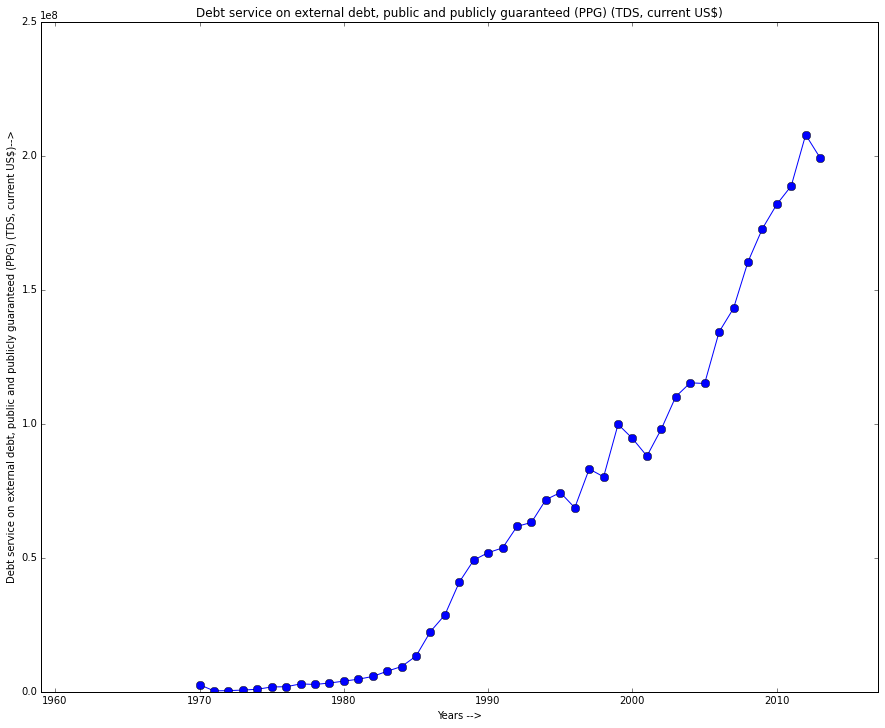 Debt service on external debt, public and publicly guaranteed (PPG) (TDS, current US$)
1e8
2.5
2.0
1.5
1.0
0.5
0.0
Debt service on external debt, public and publicly guaranteed (PPG) (TDS, current US$)-->
1960 1970 1980 1990 2000 2010
Years -->